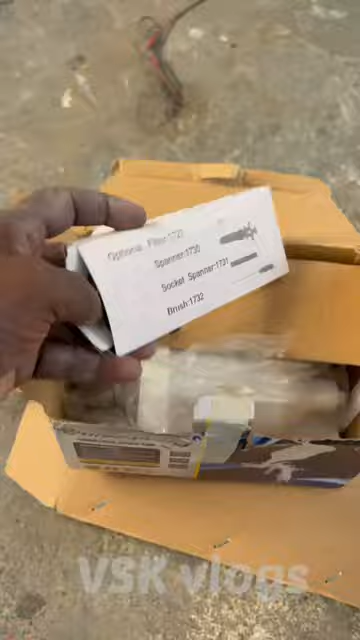 Optional Filter:1727
Spanner:1730
Socket Spanner:1731
Brush:1732
VSK vlogs